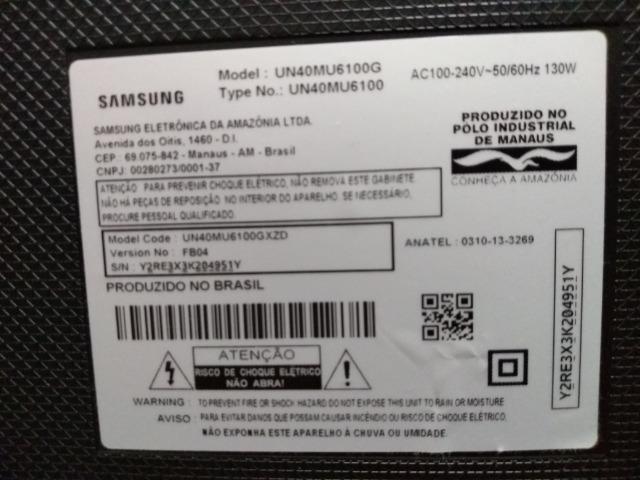 SAMSUNG
Model : UN40MU6100G
Type No.: UN40MU6100
AC100-240V~50/60Hz 130W
SAMSUNG ELETRÔNICA DA AMAZÔNIA LTDA.
Avenida dos Oitis, 1460 - D.I.
CEP : 69.075-842 - Manaus - AM - Brasil
CNPJ: 00280273/0001-37
PRODUZIDO NO
PÓLO INDUSTRIAL
DE MANAUS
CONHEÇA A AMAZÔNIA
ATENÇÃO: PARA PREVENIR CHOQUE ELÉTRICO, NÃO REMOVA ESTE GABINETE.
NÃO HÁ PEÇAS DE REPOSIÇÃO NO INTERIOR DO APARELHO. SE NECESSÁRIO,
PROCURE PESSOAL QUALIFICADO.
Model Code : UN40MU6100GXZD
Version No : FB04
S/N : Y2RE3X3K204951Y
ANATEL : 0310-13-3269
PRODUZIDO NO BRASIL
Y2RE3X3K204951Y
ATENÇÃO
RISCO DE CHOQUE ELÉTRICO
NÃO ABRA!
WARNING : TO PREVENT FIRE OR SHOCK HAZARD DO NOT EXPOSE THIS UNIT TO RAIN OR MOISTURE
AVISO : PARA EVITAR DANOS QUE POSSAM CAUSAR INCÊNDIO OU RISCO DE CHOQUE ELÉTRICO,
NÃO EXPONHA ESTE APARELHO À CHUVA OU UMIDADE.